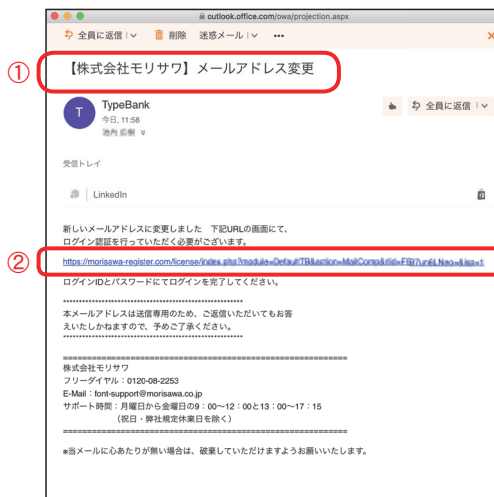 outlook.office.com/owa/projection.aspx
全員に返信 削除 迷惑メール •••
①
【株式会社モリサワ】メールアドレス変更
T
TypeBank
全員に返信
今日, 11:58
受信トレイ
LinkedIn
新しいメールアドレスに変更しました 下記URLの画面にて、
ログイン認証を行っていただく必要がございます。
②
https://morisawa-register.com/license/
ログインIDとパスワードにてログインを完了してください。
********************************************************
本メールアドレスは送信専用のため、ご返信いただいてもお答
えいたしかねますので、予めご了承ください。
********************************************************
============================================================
株式会社モリサワ
フリーダイヤル：0120-08-2253
E-Mail：font-support@morisawa.co.jp
サポート時間：月曜日から金曜日の9：00〜12：00と13：00〜17：15
（祝日・弊社規定休業日を除く）
============================================================
※当メールに心あたりが無い場合は、破棄していただけますようお願いいたします。